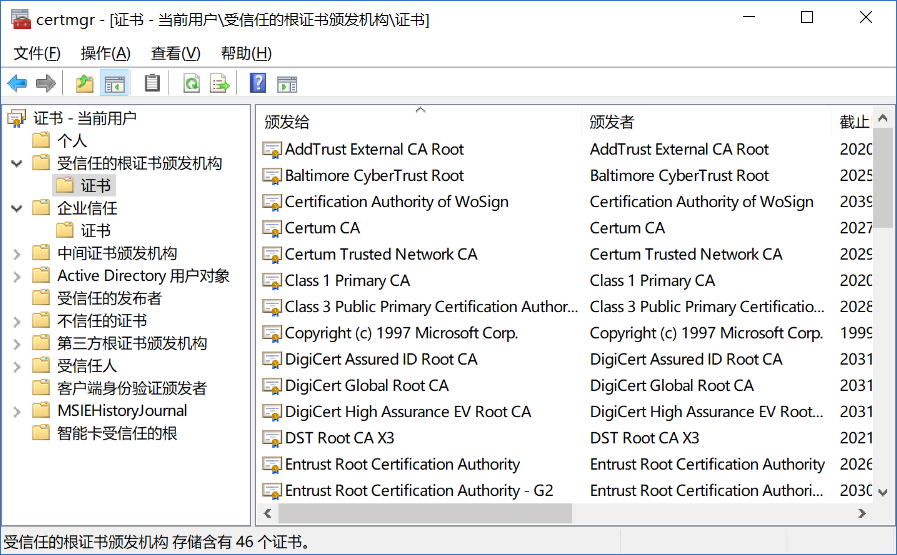 certmgr - [证书 - 当前用户\受信任的根证书颁发机构\证书]
文件(F) 操作(A) 查看(V) 帮助(H)
证书 - 当前用户
个人
受信任的根证书颁发机构
证书
企业信任
证书
中间证书颁发机构
Active Directory 用户对象
受信任的发布者
不信任的证书
第三方根证书颁发机构
受信任人
客户端身份验证颁发者
MSIEHistoryJournal
智能卡受信任的根
颁发给 颁发者 截止
AddTrust External CA Root AddTrust External CA Root 2020
Baltimore CyberTrust Root Baltimore CyberTrust Root 2025
Certification Authority of WoSign Certification Authority of WoSign 2039
Certum CA Certum CA 2027
Certum Trusted Network CA Certum Trusted Network CA 2029
Class 1 Primary CA Class 1 Primary CA 2020
Class 3 Public Primary Certification Author... Class 3 Public Primary Certificatio... 2028
Copyright (c) 1997 Microsoft Corp. Copyright (c) 1997 Microsoft Corp. 1999
DigiCert Assured ID Root CA DigiCert Assured ID Root CA 2031
DigiCert Global Root CA DigiCert Global Root CA 2031
DigiCert High Assurance EV Root CA DigiCert High Assurance EV Root... 2031
DST Root CA X3 DST Root CA X3 2021
Entrust Root Certification Authority Entrust Root Certification Authority 2026
Entrust Root Certification Authority - G2 Entrust Root Certification Authori... 2030
受信任的根证书颁发机构 存储含有 46 个证书。